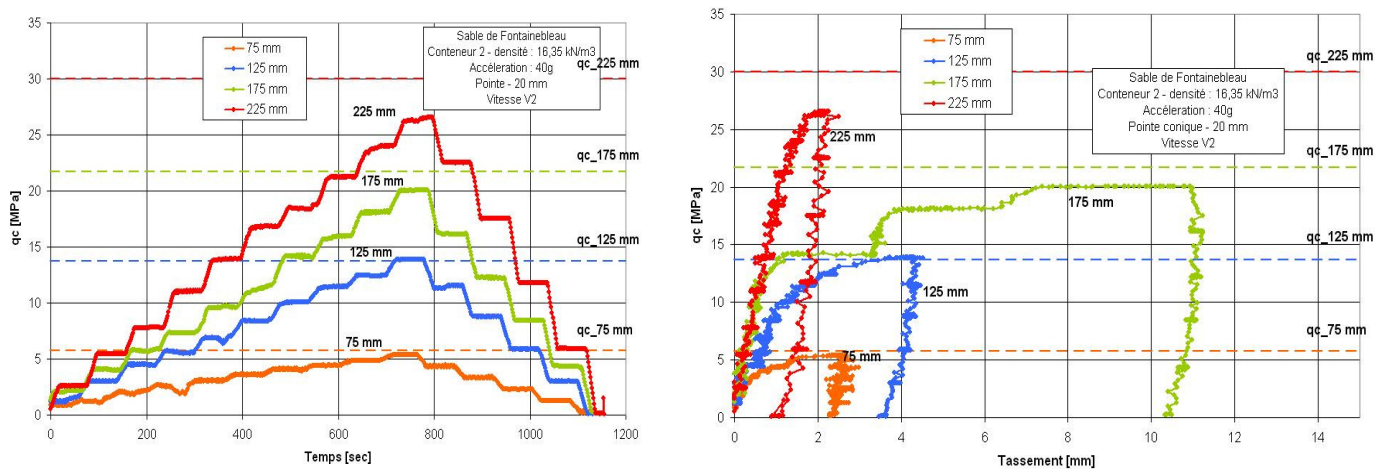 35
30
25
20
15
10
5
0
qc [MPa]
0
200
400
600
800
1000
1200
Temps [sec]
75 mm
125 mm
175 mm
225 mm
Sable de Fontainebleau
Conteneur 2 - densité : 16,35 kN/m3
Accéleration : 40g
Pointe - 20 mm
Vitesse V2
qc_225 mm
qc_175 mm
qc_125 mm
qc_75 mm
225 mm
175 mm
125 mm
75 mm
35
30
25
20
15
10
5
0
qc [MPa]
0
2
4
6
8
10
12
14
Tassement [mm]
75 mm
125 mm
175 mm
225 mm
Sable de Fontainebleau
Conteneur 2 - densité : 16,35 kN/m3
Accéleration : 40g
Pointe conique - 20 mm
Vitesse V2
qc_225 mm
qc_175 mm
qc_125 mm
qc_75 mm
225 mm
175 mm
125 mm
75 mm